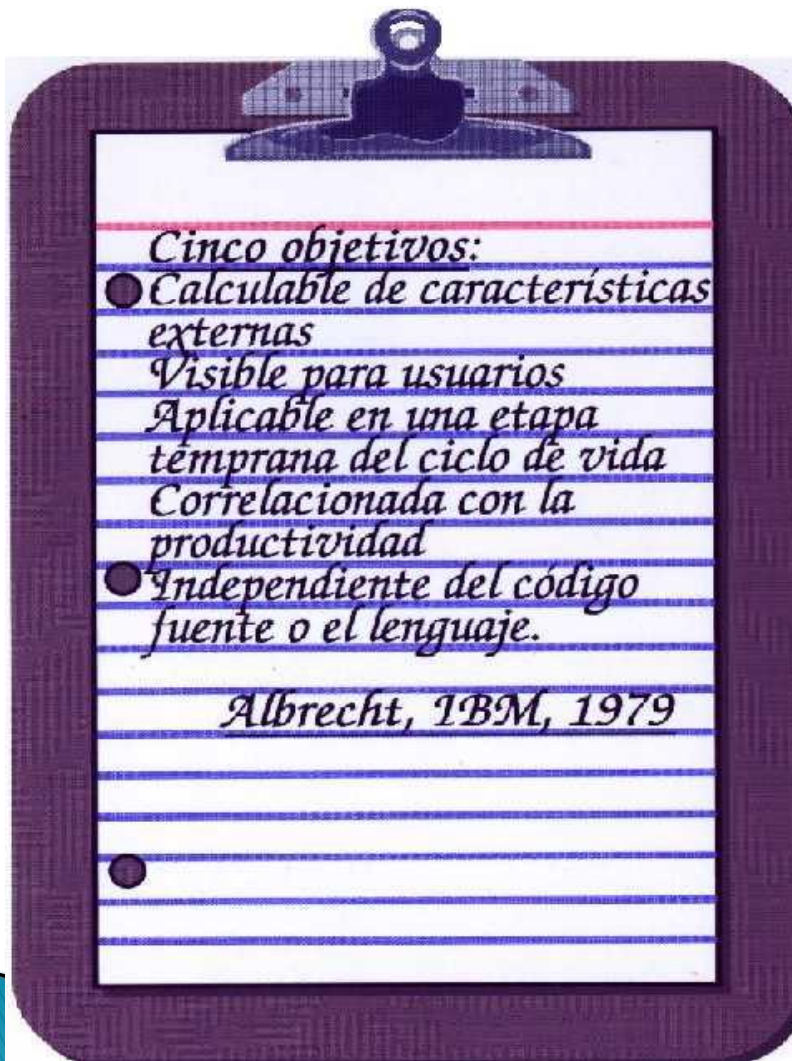 Cinco objetivos:
Calculable de características
externas
Visible para usuarios
Aplicable en una etapa
temprana del ciclo de vida
Correlacionada con la
productividad
Independiente del código
fuente o el lenguaje.
Albrecht, IBM, 1979